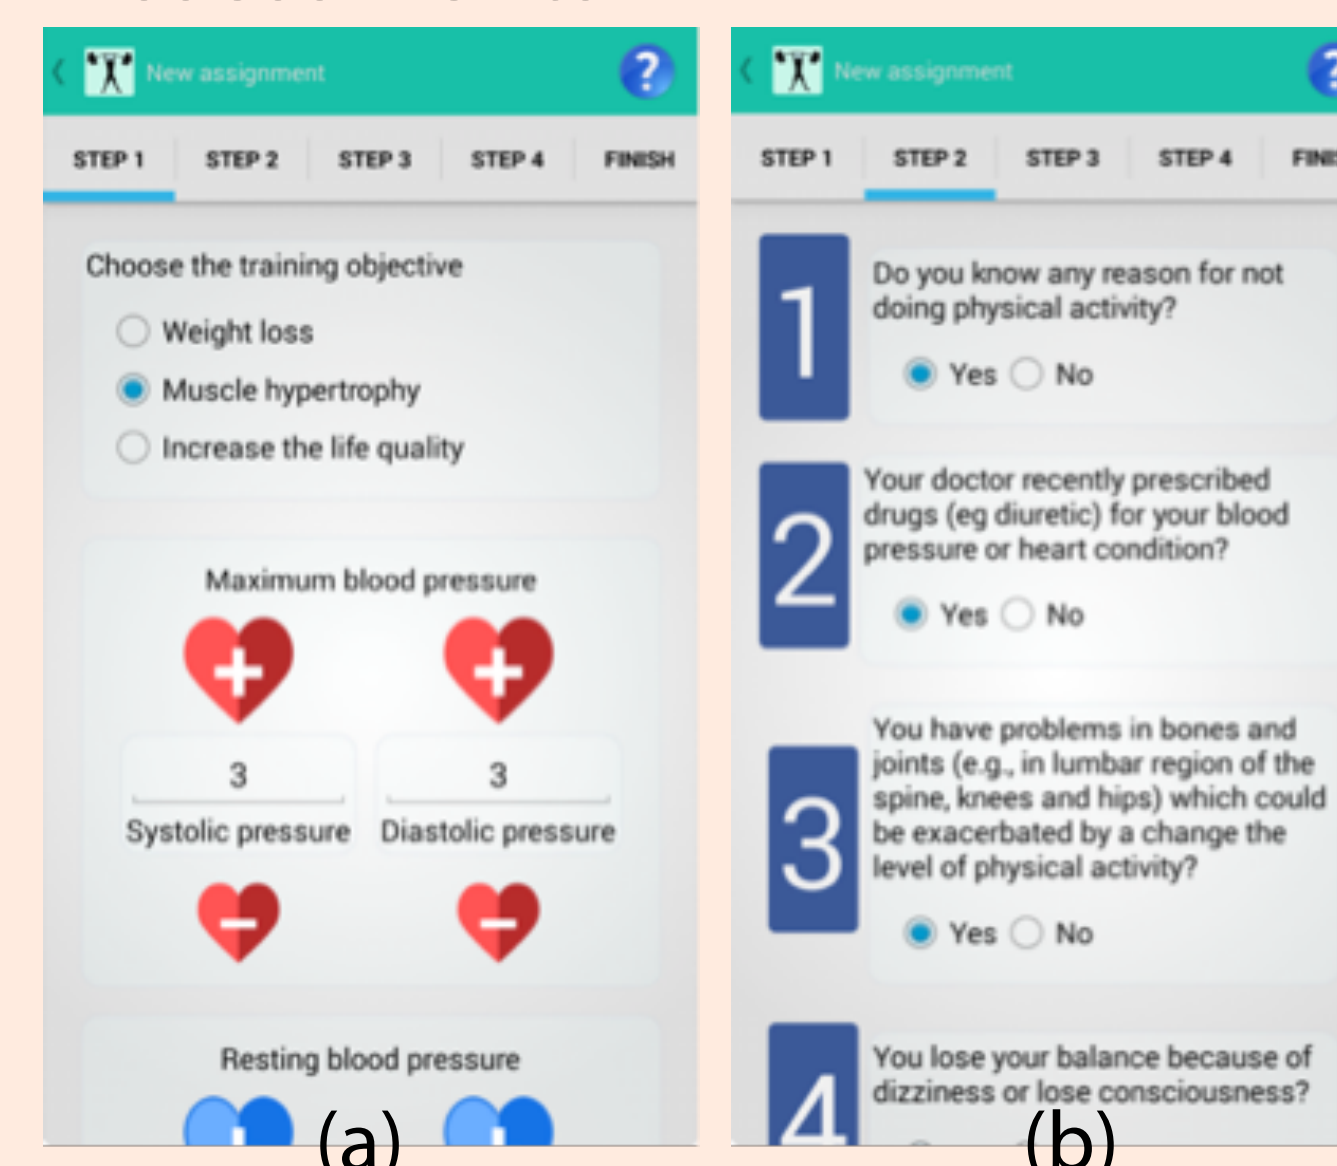 New assignment
?
STEP 1 STEP 2 STEP 3 STEP 4 FINISH
Choose the training objective
Weight loss
Muscle hypertrophy
Increase the life quality
Maximum blood pressure
3 3
Systolic pressure Diastolic pressure
Resting blood pressure
(a)
New assignment
?
STEP 1 STEP 2 STEP 3 STEP 4
1
Do you know any reason for not
doing physical activity?
Yes No
2
Your doctor recently prescribed
drugs (eg diuretic) for your blood
pressure or heart condition?
Yes No
3
You have problems in bones and
joints (e.g., in lumbar region of the
spine, knees and hips) which could
be exacerbated by a change the
level of physical activity?
Yes No
4
You lose your balance because of
dizziness or lose consciousness?
(b)